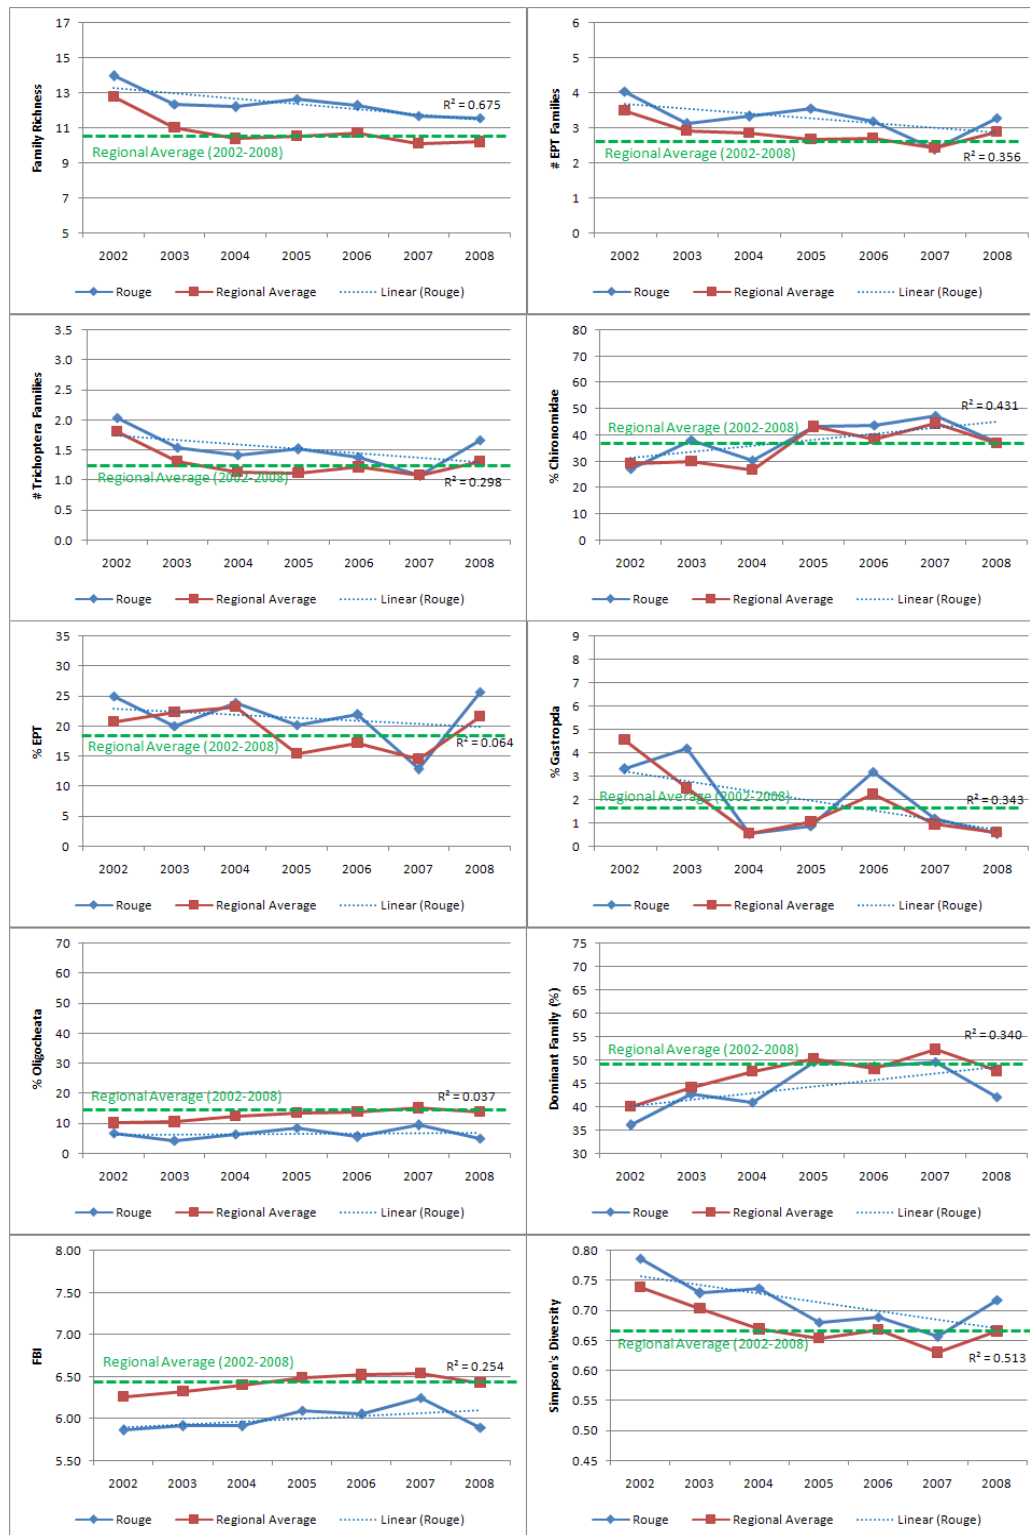 Family Richness
17
15
13
11
9
7
5
R² = 0.675
Regional Average (2002-2008)
2002 2003 2004 2005 2006 2007 2008
Rouge Regional Average Linear (Rouge)
# EPT Families
6
5
4
3
2
1
0
Regional Average (2002-2008)
R² = 0.356
2002 2003 2004 2005 2006 2007 2008
Rouge Regional Average Linear (Rouge)
# Trichoptera Families
3.5
3.0
2.5
2.0
1.5
1.0
0.5
0.0
Regional Average (2002-2008)
R² = 0.298
2002 2003 2004 2005 2006 2007 2008
Rouge Regional Average Linear (Rouge)
% Chironomidae
80
70
60
50
40
30
20
10
0
R² = 0.431
Regional Average (2002-2008)
2002 2003 2004 2005 2006 2007 2008
Rouge Regional Average Linear (Rouge)
% EPT
35
30
25
20
15
10
5
0
Regional Average (2002-2008)
R² = 0.064
2002 2003 2004 2005 2006 2007 2008
Rouge Regional Average Linear (Rouge)
% Gastropda
9
8
7
6
5
4
3
2
1
0
Regional Average (2002-2008)
R² = 0.343
2002 2003 2004 2005 2006 2007 2008
Rouge Regional Average Linear (Rouge)
% Oligocheata
70
60
50
40
30
20
10
0
Regional Average (2002-2008)
R² = 0.037
2002 2003 2004 2005 2006 2007 2008
Rouge Regional Average Linear (Rouge)
Dominant Family (%)
75
70
65
60
55
50
45
40
35
30
R² = 0.340
Regional Average (2002-2008)
2002 2003 2004 2005 2006 2007 2008
Rouge Regional Average Linear (Rouge)
FBI
8.00
7.50
7.00
6.50
6.00
5.50
Regional Average (2002-2008)
R² = 0.254
2002 2003 2004 2005 2006 2007 2008
Rouge Regional Average Linear (Rouge)
Simpson's Diversity
0.80
0.75
0.70
0.65
0.60
0.55
0.50
0.45
Regional Average (2002-2008)
R² = 0.513
2002 2003 2004 2005 2006 2007 2008
Rouge Regional Average Linear (Rouge)